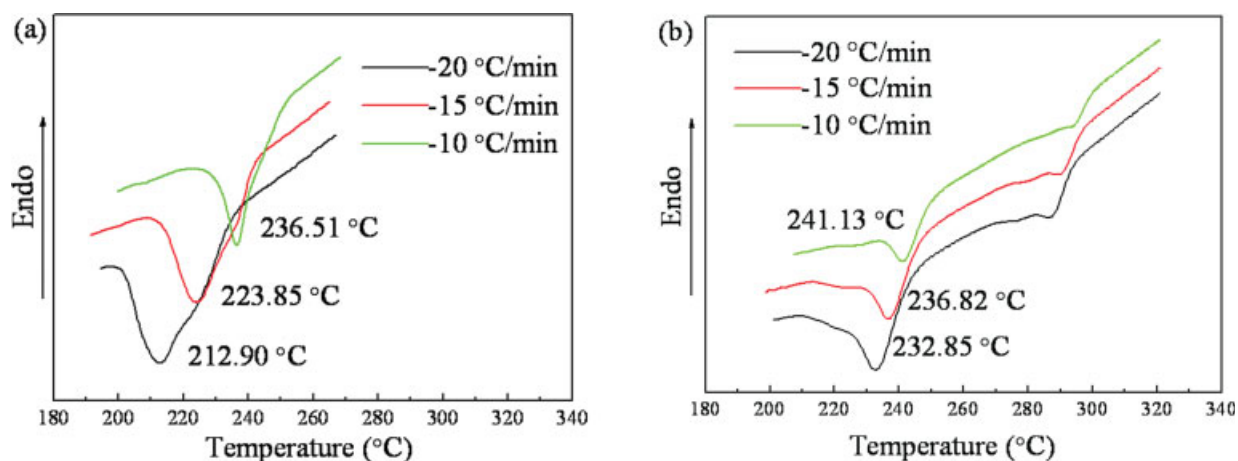 (a)
-20 °C/min
-15 °C/min
-10 °C/min
Endo
236.51 °C
223.85 °C
212.90 °C
180 200 220 240 260 280 300 320 340
Temperature (°C)
(b)
-20 °C/min
-15 °C/min
-10 °C/min
Endo
241.13 °C
236.82 °C
232.85 °C
180 200 220 240 260 280 300 320 340
Temperature (°C)